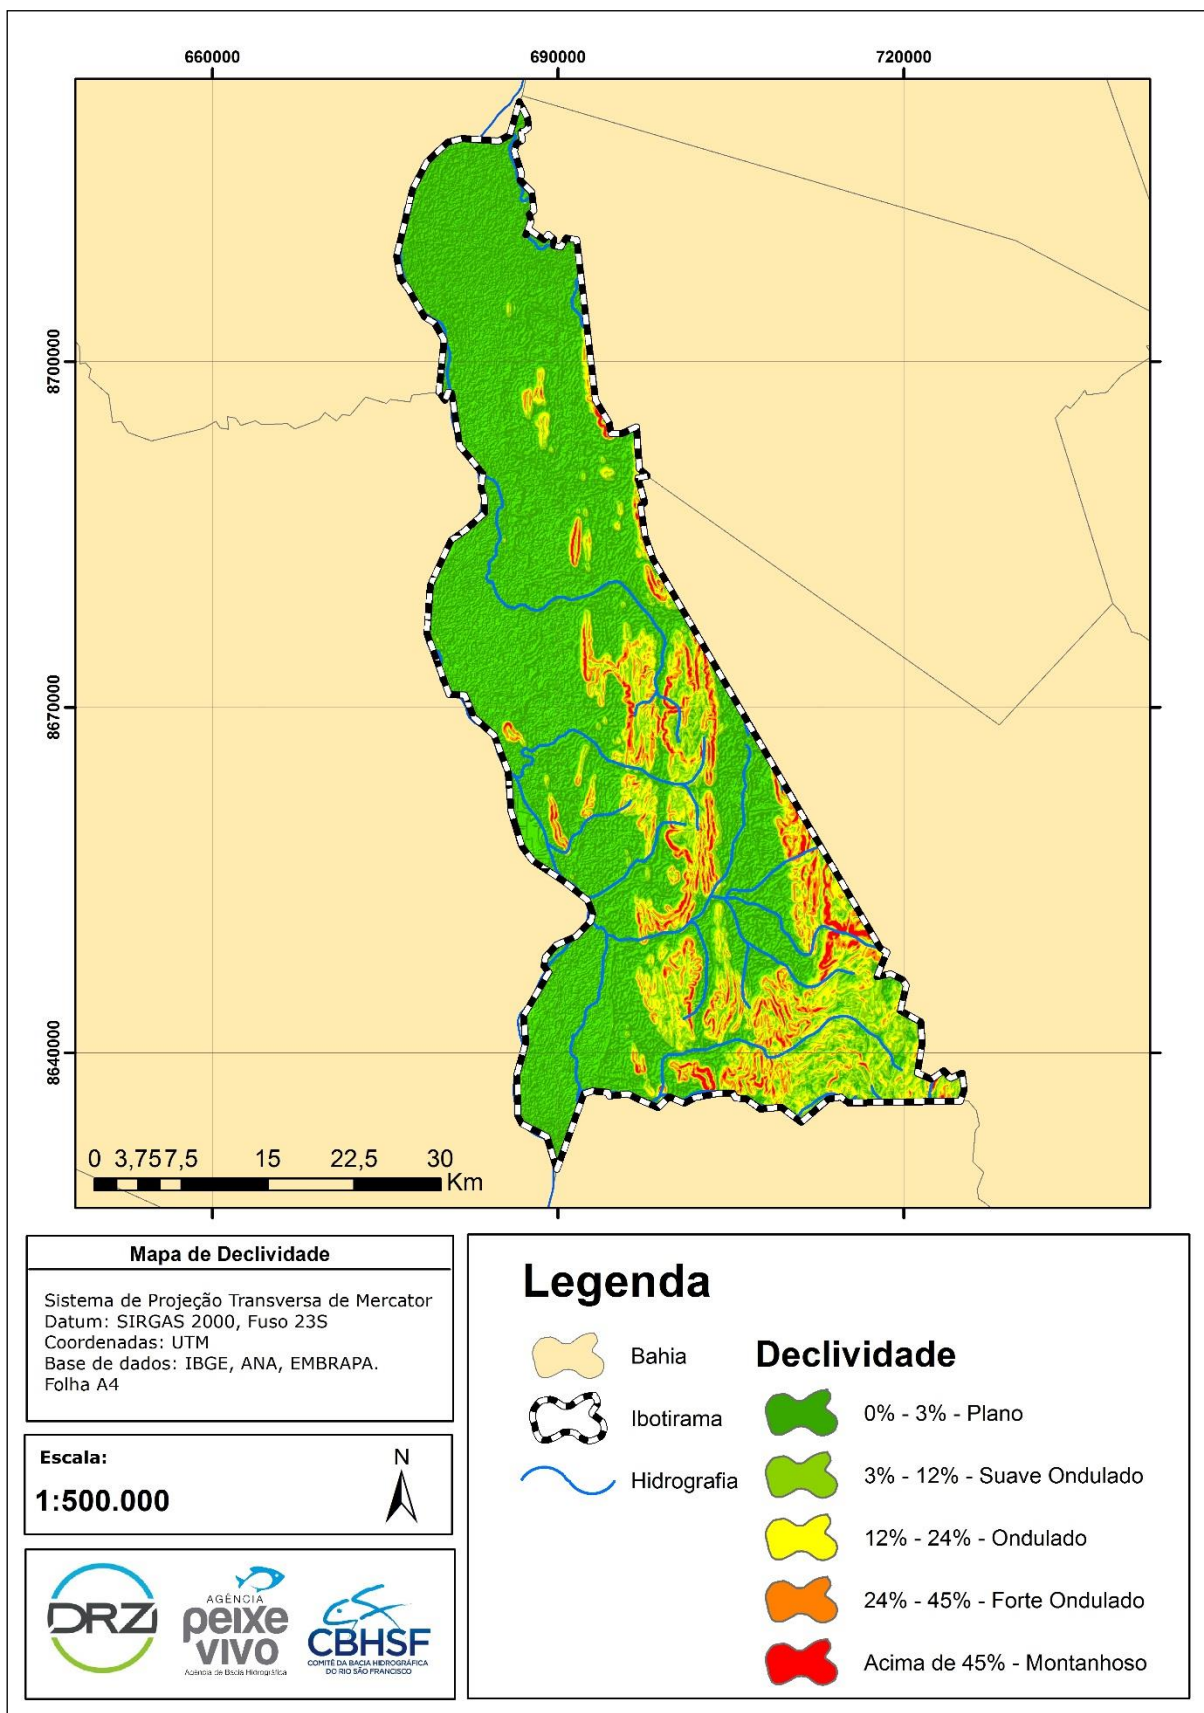 660000
690000
720000
8700000
8670000
8640000
0 3,75 7,5 15 22,5 30
Km
Mapa de Declividade
Sistema de Projeção Transversa de Mercator
Datum: SIRGAS 2000, Fuso 23S
Coordenadas: UTM
Base de dados: IBGE, ANA, EMBRAPA.
Folha A4
Escala:
1:500.000
N
DRZ
AGÊNCIA
peixe
vivo
Agência de Bacia Hidrográfica
CBHSF
COMITÊ DA BACIA HIDROGRÁFICA
DO RIO SÃO FRANCISCO
Legenda
Bahia
Ibotirama
Hidrografia
Declividade
0% - 3% - Plano
3% - 12% - Suave Ondulado
12% - 24% - Ondulado
24% - 45% - Forte Ondulado
Acima de 45% - Montanhoso